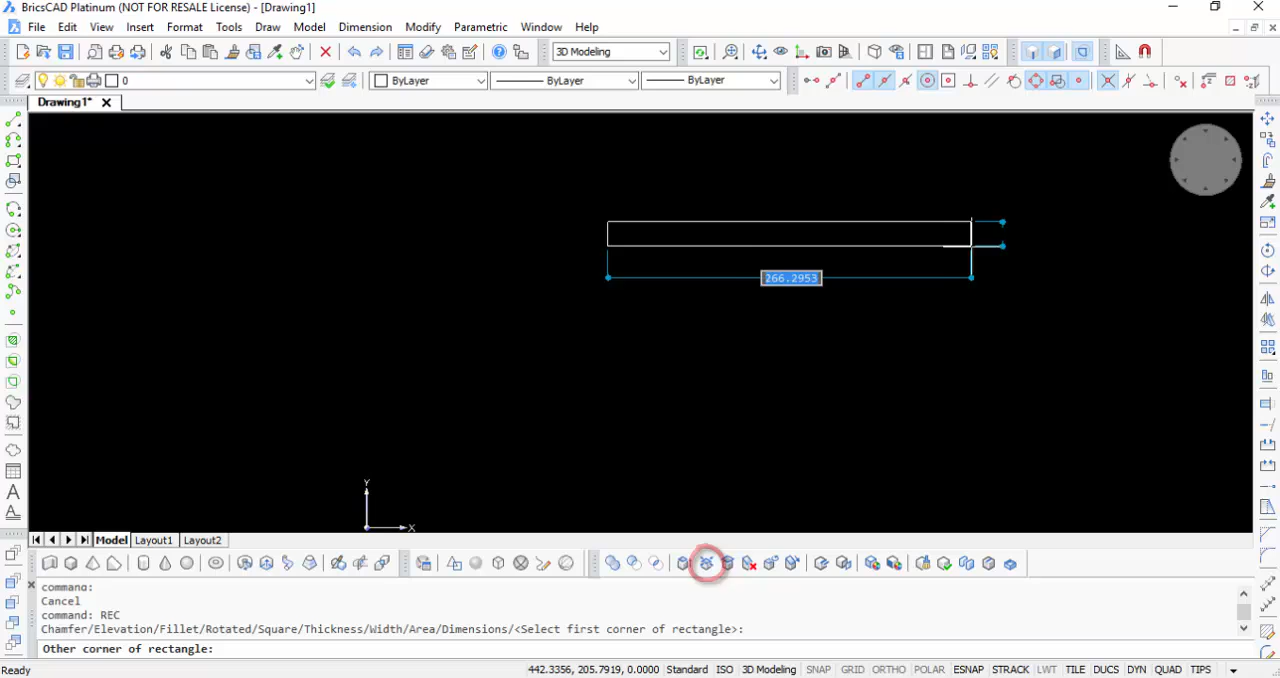 BricsCAD Platinum (NOT FOR RESALE License) - [Drawing1]
File Edit View Insert Format Tools Draw Model Dimension Modify Parametric Window Help
3D Modeling
0 ByLayer ByLayer ByLayer
Drawing1*
266.2953
Y
X
Model Layout1 Layout2
command:
Cancel
command: REC
Chamfer/Elevation/Fillet/Rotated/Square/Thickness/Width/Area/Dimensions/<Select first corner of rectangle>:
Other corner of rectangle:
Ready 442.3356, 205.7919, 0.0000 Standard ISO 3D Modeling SNAP GRID ORTHO POLAR ESNAP STRACK LWT TILE DUCS DYN QUAD TIPS